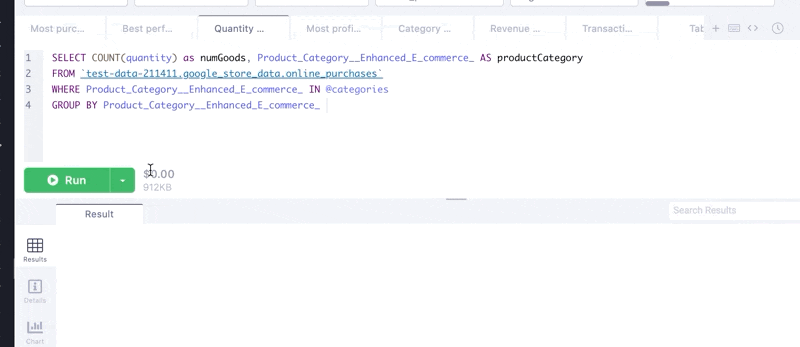 Most purc... Best perf... Quantity ... Most profi... Category ... Revenue ... Transacti... Tab
1 SELECT COUNT(quantity) as numGoods, Product_Category__Enhanced_E_commerce_ AS productCategory
2 FROM `test-data-211411.google_store_data.online_purchases`
3 WHERE Product_Category__Enhanced_E_commerce_ IN @categories
4 GROUP BY Product_Category__Enhanced_E_commerce_
Run
$0.00
912KB
Result
Search Results
Results
Details
Chart